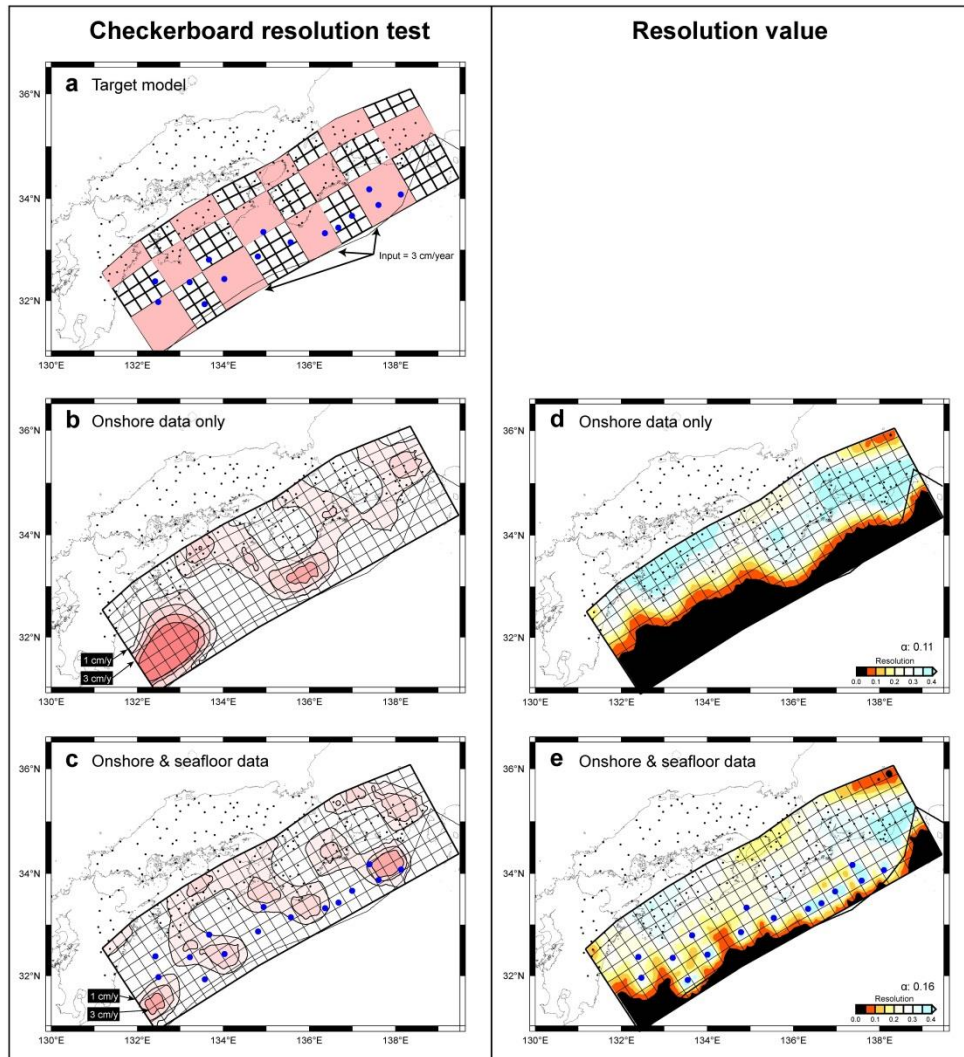 Checkerboard resolution test
Resolution value
a Target model
36°N
34°N
32°N
Input = 3 cm/year
130°E 132°E 134°E 136°E 138°E
b Onshore data only
36°N
34°N
32°N
1 cm/y
3 cm/y
130°E 132°E 134°E 136°E 138°E
d Onshore data only
36°N
34°N
32°N
α: 0.11
Resolution
0.0 0.1 0.2 0.3 0.4
130°E 132°E 134°E 136°E 138°E
c Onshore & seafloor data
36°N
34°N
32°N
1 cm/y
3 cm/y
130°E 132°E 134°E 136°E 138°E
e Onshore & seafloor data
36°N
34°N
32°N
α: 0.16
Resolution
0.0 0.1 0.2 0.3 0.4
130°E 132°E 134°E 136°E 138°E